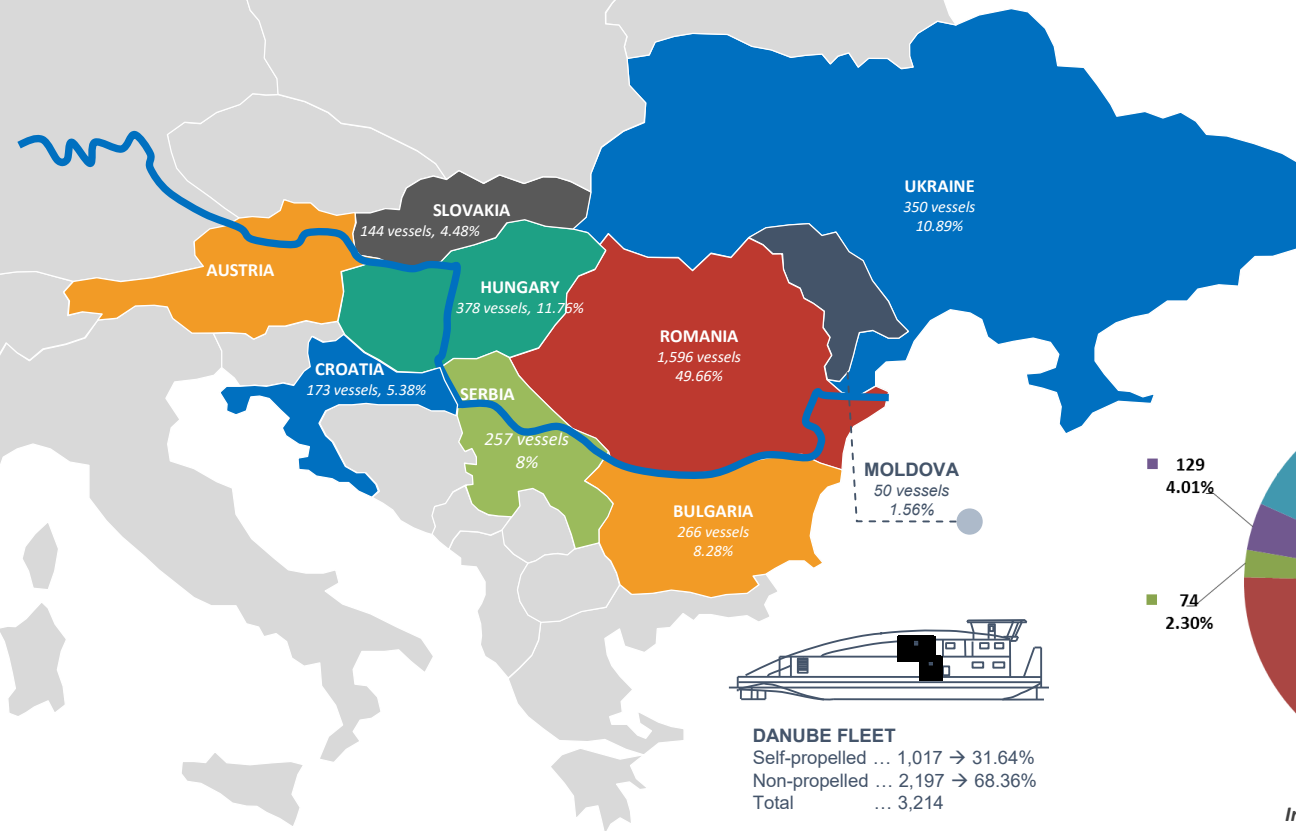 UKRAINE
350 vessels
10.89%
SLOVAKIA
144 vessels, 4.48%
AUSTRIA
HUNGARY
378 vessels, 11.76%
ROMANIA
1,596 vessels
49.66%
CROATIA
173 vessels, 5.38%
SERBIA
257 vessels
8%
MOLDOVA
50 vessels
1.56%
BULGARIA
266 vessels
8.28%
129
4.01%
74
2.30%
DANUBE FLEET
Self-propelled ... 1,017 → 31.64%
Non-propelled ... 2,197 → 68.36%
Total ... 3,214